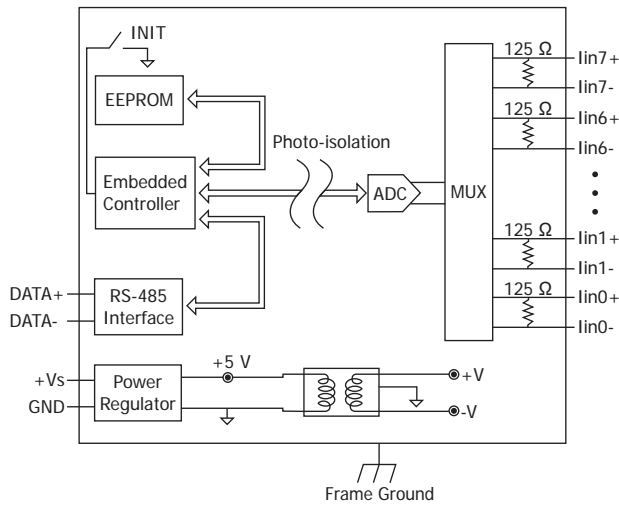 INIT
EEPROM
Photo-isolation
Embedded
Controller
ADC
MUX
125 Ω
Iin7+
Iin7-
125 Ω
Iin6+
Iin6-
125 Ω
Iin1+
Iin1-
125 Ω
Iin0+
Iin0-
DATA+
DATA-
RS-485
Interface
+Vs
GND
Power
Regulator
+5 V
+V
-V
Frame Ground